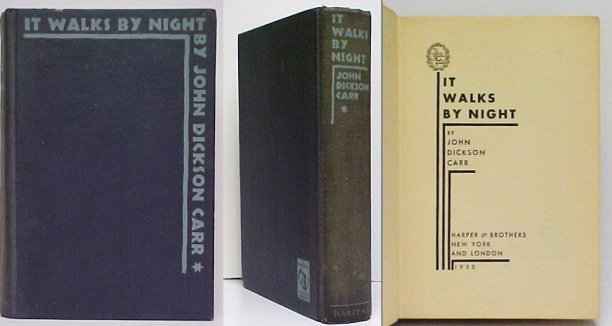 IT WALKS BY NIGHT
BY JOHN DICKSON CARR
IT
WALKS
BY
NIGHT
JOHN
DICKSON
CARR
HARPER
IT
WALKS
BY NIGHT
BY
JOHN
DICKSON
CARR
HARPER & BROTHERS
NEW YORK
AND LONDON
1930